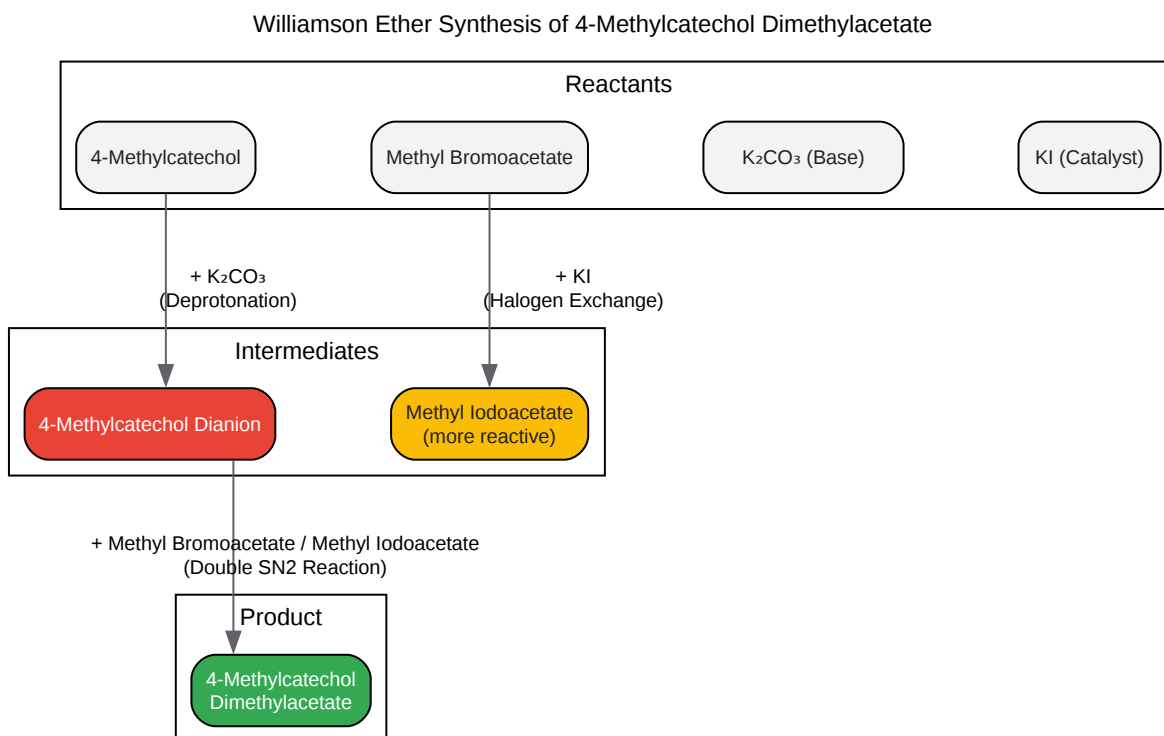 Williamson Ether Synthesis of 4-Methylcatechol Dimethylacetate
Reactants
4-Methylcatechol
Methyl Bromoacetate
K₂CO₃ (Base)
KI (Catalyst)
+ K₂CO₃
(Deprotonation)
+ KI
(Halogen Exchange)
Intermediates
4-Methylcatechol Dianion
Methyl Iodoacetate
(more reactive)
+ Methyl Bromoacetate / Methyl Iodoacetate
(Double SN2 Reaction)
Product
4-Methylcatechol
Dimethylacetate